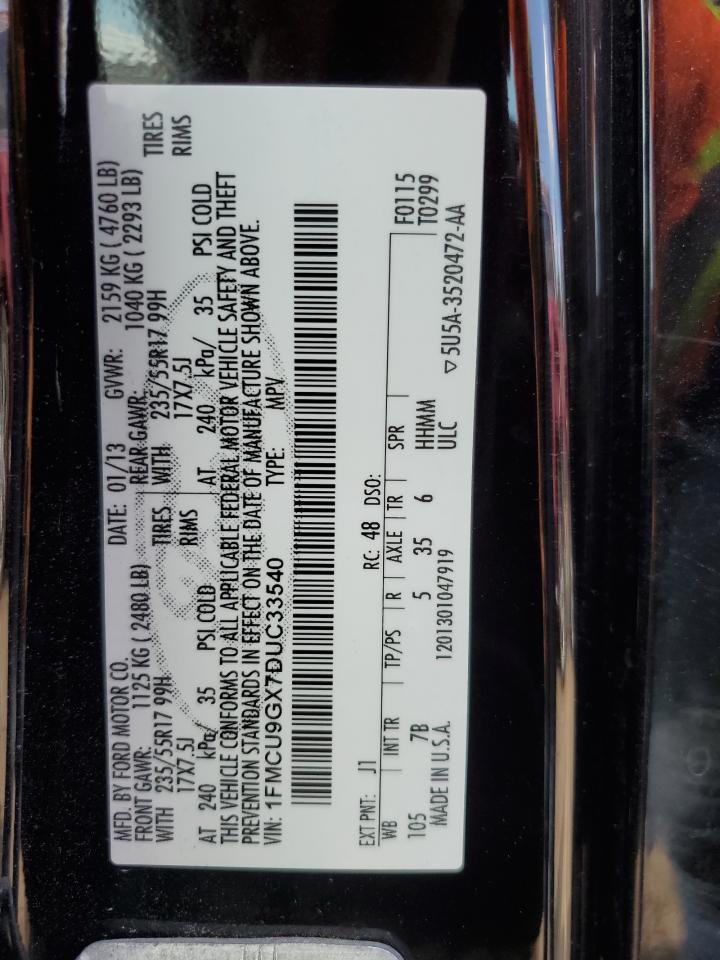 MFD. BY FORD MOTOR CO. DATE: 01/13 GVWR: 2159 KG ( 4760 LB)
FRONT GAWR: 1125 KG ( 2480 LB) REAR GAWR: 1040 KG ( 2293 LB)
WITH 235/55R17 99H TIRES WITH 235/55R17 99H TIRES
17X7.5J RIMS 17X7.5J RIMS
AT 240 kPa/ 35 PSI COLD AT 240 kPa/ 35 PSI COLD
THIS VEHICLE CONFORMS TO ALL APPLICABLE FEDERAL MOTOR VEHICLE SAFETY AND THEFT
PREVENTION STANDARDS IN EFFECT ON THE DATE OF MANUFACTURE SHOWN ABOVE.
VIN: 1FMCU9GX7DUC33540 TYPE: MPV
EXT PNT: J1 RC: 48 DSO:
WB INT TR TP/PS R AXLE TR SPR F0115
105 7B 5 35 6 HHMM T0299
MADE IN U.S.A. 1201301047919 ULC ▽5U5A-3520472-AA